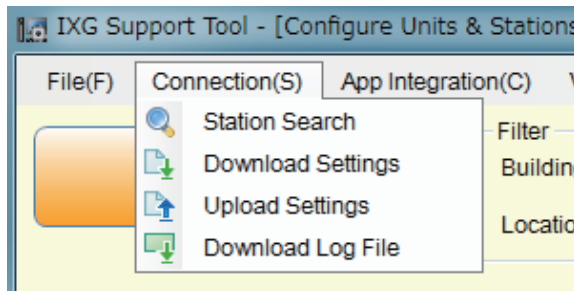 IXG Support Tool - [Configure Units & Stations
File(F) Connection(S) App Integration(C)
Station Search
Download Settings
Upload Settings
Download Log File
Filter
Buildin
Locatio